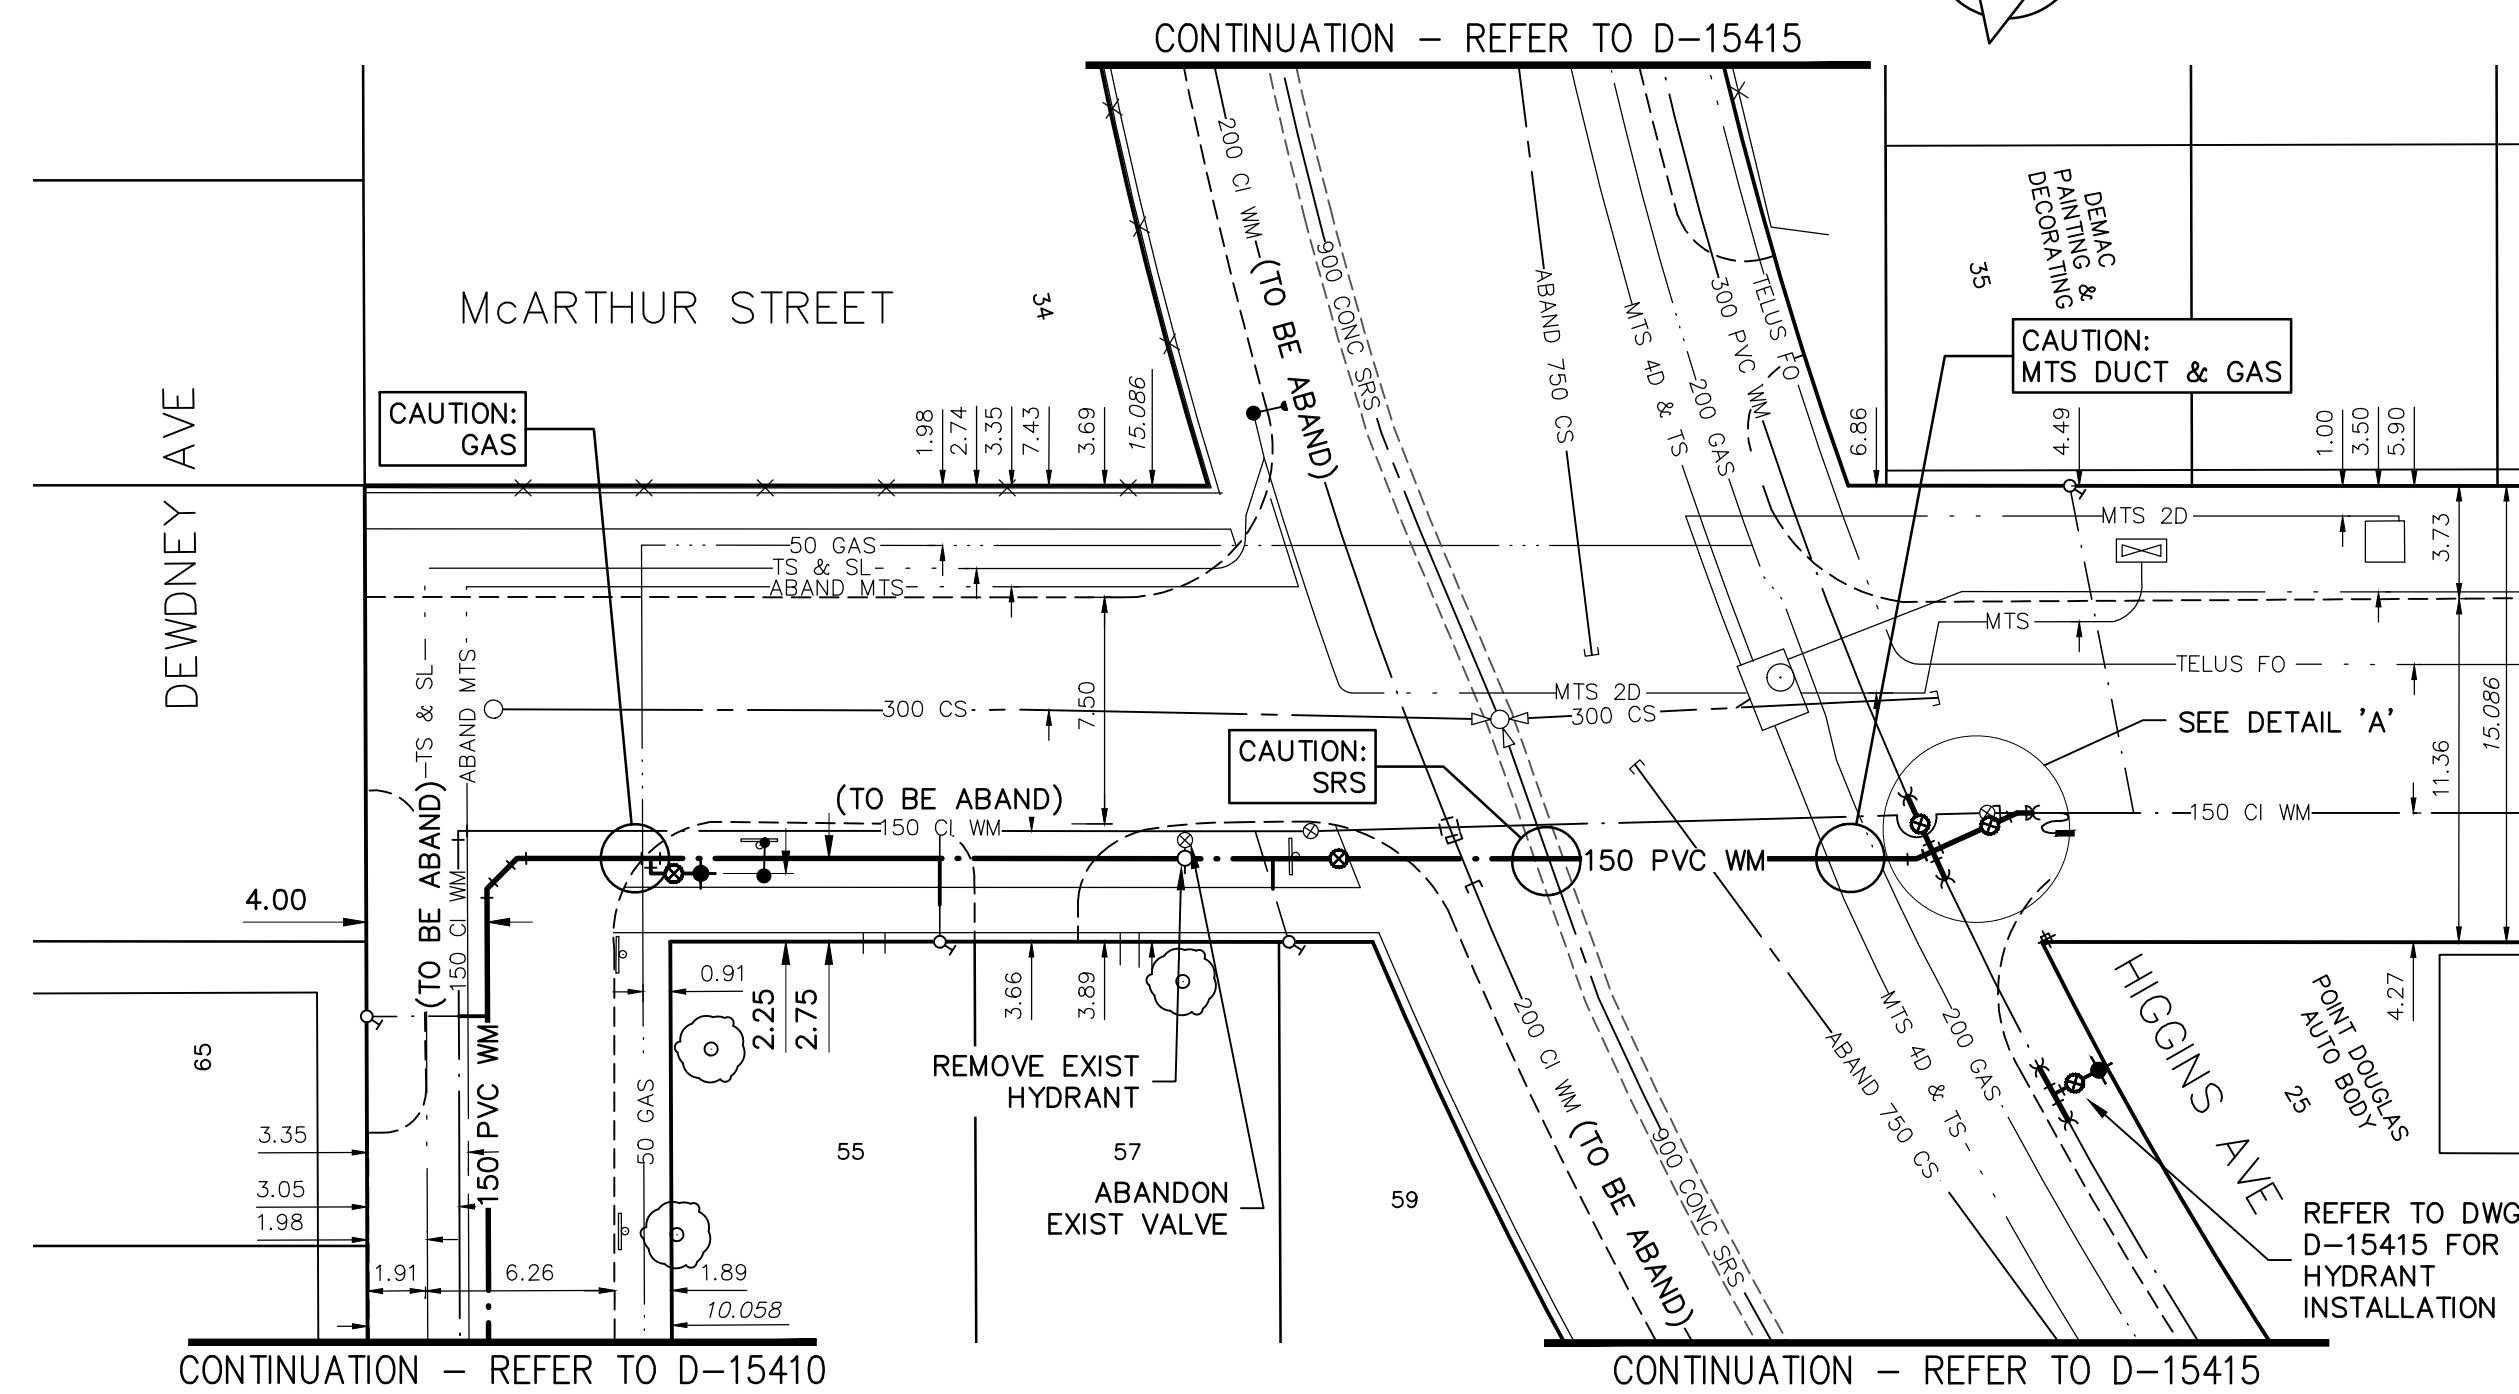 CONTINUATION - REFER TO D-15415
200 CI WM
(TO BE ABAND)
900 CONC SRS
ABAND 750 CS
MTS 4D & TS
200 GAS
300 PVC WM
TELUS FO
DEMAC
PAINTING &
DECORATING
35
McARTHUR STREET
34
DEWDNEY AVE
CAUTION:
GAS
CAUTION:
MTS DUCT & GAS
1.98
2.74
3.35
7.43
3.69
15.086
6.86
4.49
1.00
3.50
5.90
50 GAS
TS & SL
ABAND MTS
MTS 2D
3.73
MTS
TELUS FO
TS & SL
ABAND MTS
300 CS
7.50
MTS 2D
300 CS
SEE DETAIL 'A'
15.086
11.36
CAUTION:
SRS
(TO BE ABAND)
150 CI WM
150 CI WM
150 PVC WM
4.00
(TO BE ABAND)
150 CI WM
0.91
2.25
2.75
3.66
3.89
4.27
HIGGINS AVE
POINT DOUGLAS
AUTO BODY
25
65
150 PVC WM
50 GAS
REMOVE EXIST
HYDRANT
55
57
59
ABANDON
EXIST VALVE
200 CI WM
(TO BE ABAND)
900 CONC SRS
ABAND 750 CS
MTS 4D & TS
200 GAS
3.35
3.05
1.98
1.91
6.26
1.89
10.058
REFER TO DWG
D-15415 FOR
HYDRANT
INSTALLATION
CONTINUATION - REFER TO D-15410
CONTINUATION - REFER TO D-15415